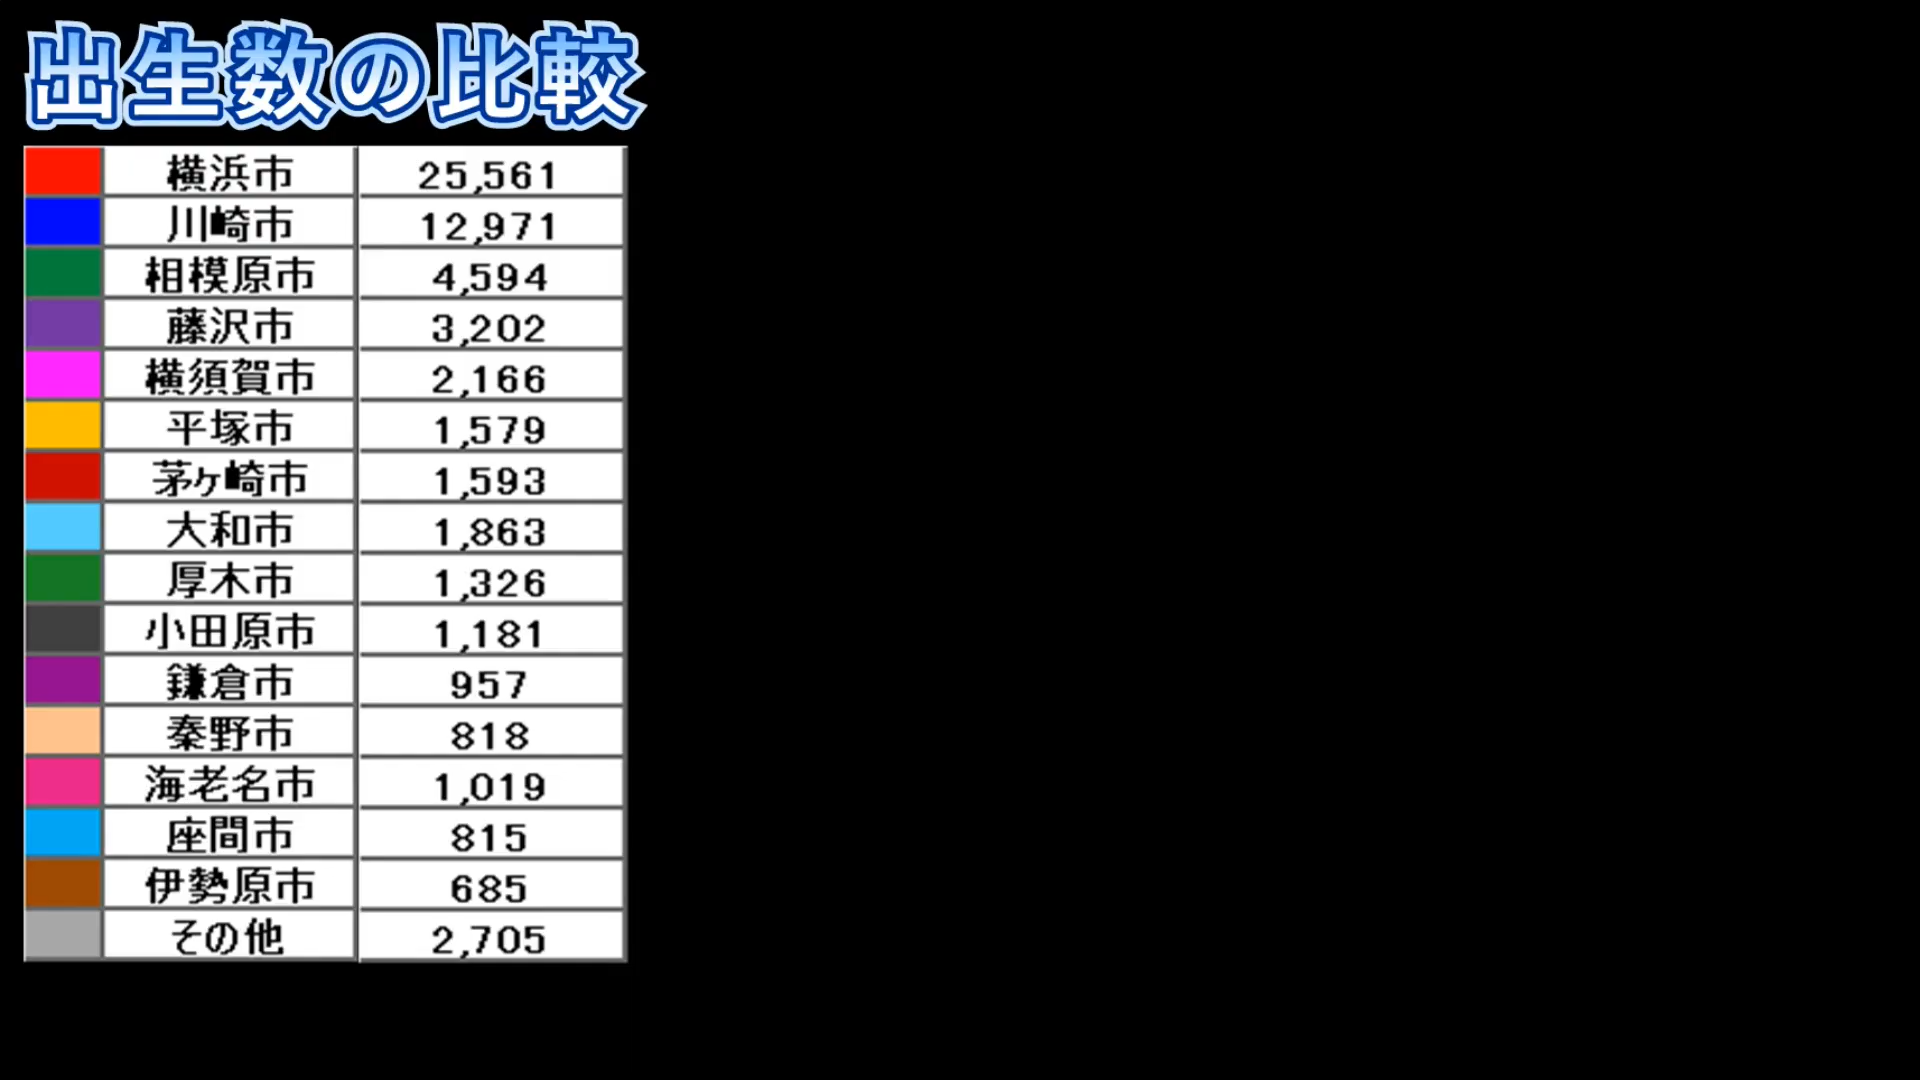 出生数の比較
横浜市 25,561
川崎市 12,971
相模原市 4,594
藤沢市 3,202
横須賀市 2,166
平塚市 1,579
茅ヶ崎市 1,593
大和市 1,863
厚木市 1,326
小田原市 1,181
鎌倉市 957
秦野市 818
海老名市 1,019
座間市 815
伊勢原市 685
その他 2,705